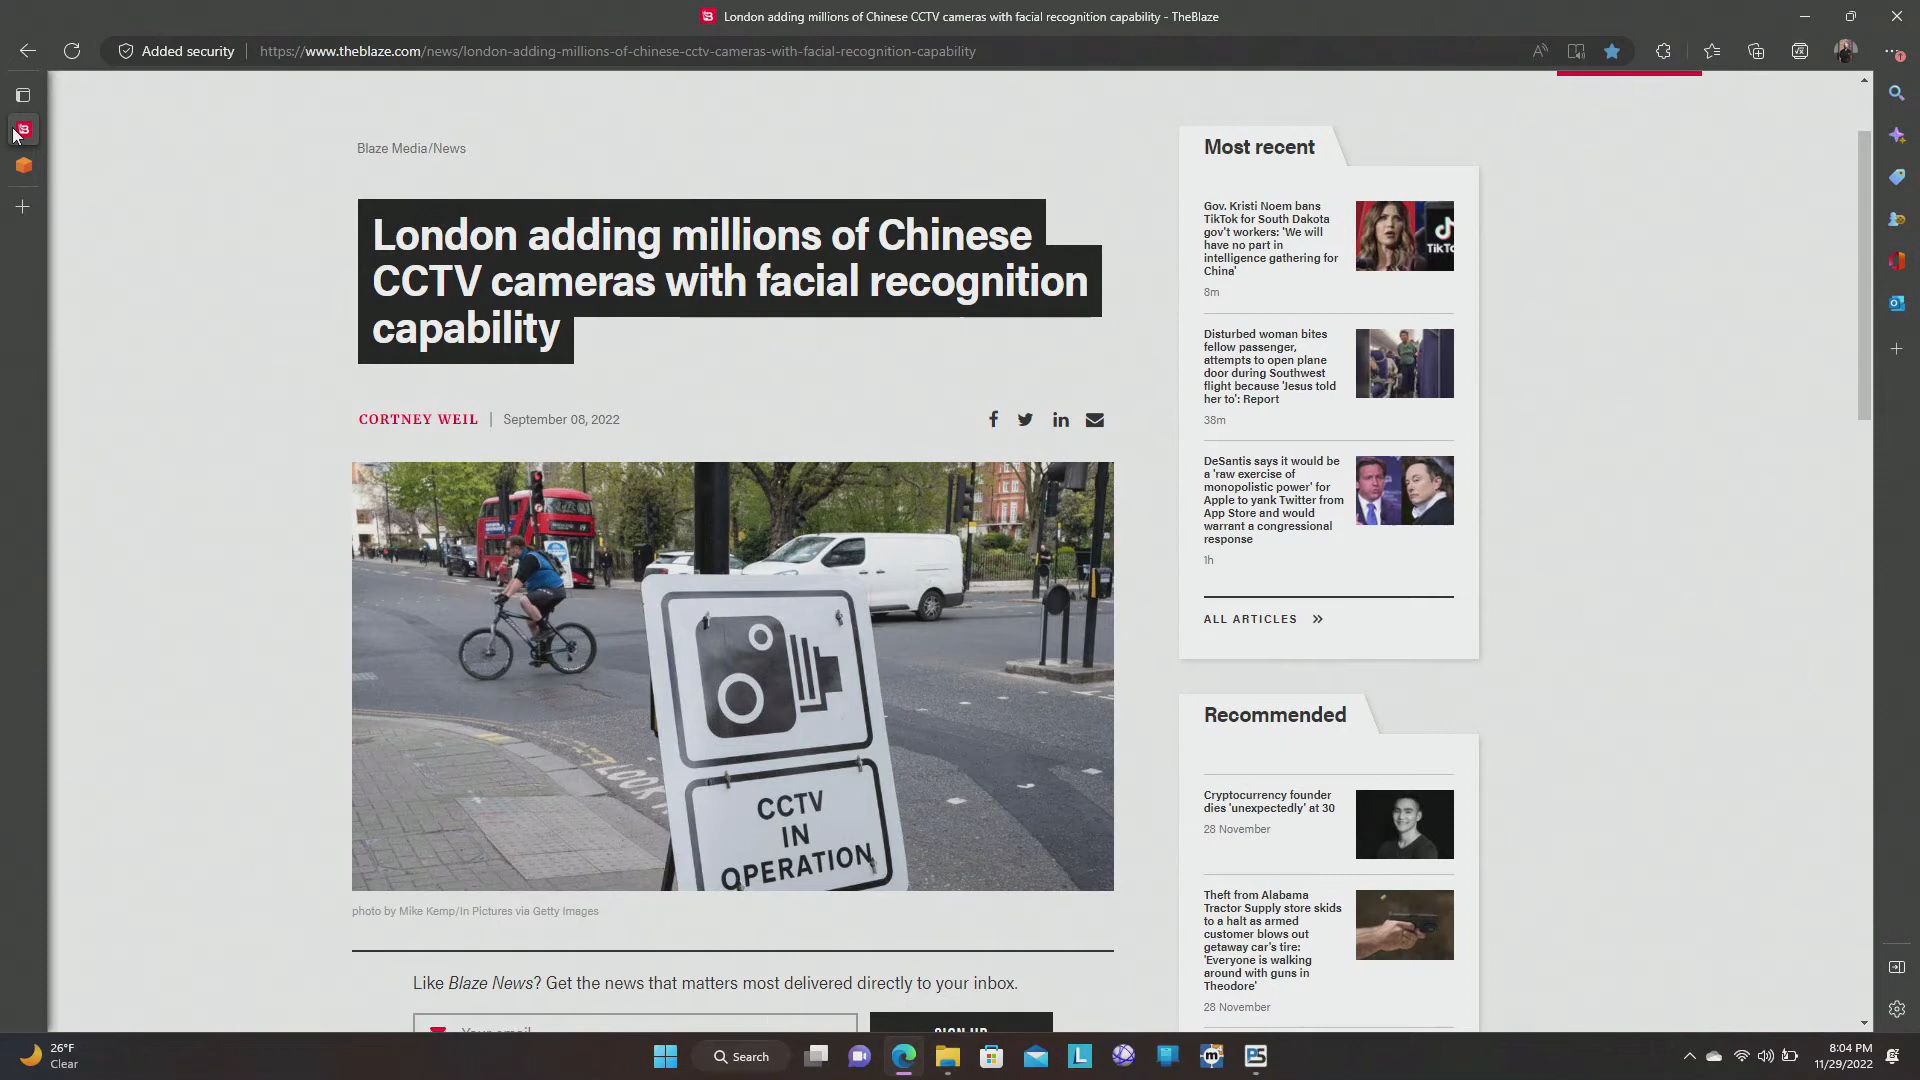 London adding millions of Chinese CCTV cameras with facial recognition capability - TheBlaze
Added security
https://www.theblaze.com/news/london-adding-millions-of-chinese-cctv-cameras-with-facial-recognition-capability
Blaze Media/News
London adding millions of Chinese
CCTV cameras with facial recognition
capability
CORTNEY WEIL | September 08, 2022
CCTV
IN
OPERATION
photo by Mike Kemp/In Pictures via Getty Images
Like Blaze News? Get the news that matters most delivered directly to your inbox.
Your email
SIGN UP
Most recent
Gov. Kristi Noem bans
TikTok for South Dakota
gov't workers: 'We will
have no part in
intelligence gathering for
China'
8m
Disturbed woman bites
fellow passenger,
attempts to open plane
door during Southwest
flight because 'Jesus told
her to': Report
38m
DeSantis says it would be
a 'raw exercise of
monopolistic power' for
Apple to yank Twitter from
App Store and would
warrant a congressional
response
1h
ALL ARTICLES
Recommended
Cryptocurrency founder
dies 'unexpectedly' at 30
28 November
Theft from Alabama
Tractor Supply store skids
to a halt as armed
customer blows out
getaway car's tire:
'Everyone is walking
around with guns in
Theodore'
28 November
26°F
Clear
Search
8:04 PM
11/29/2022